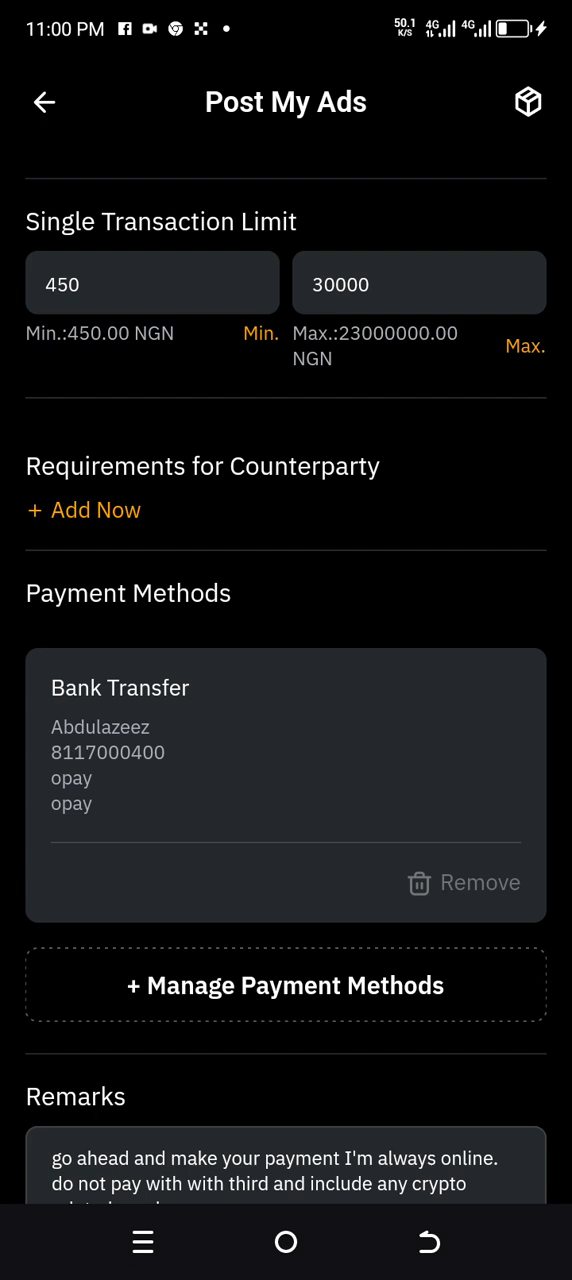 11:00 PM
50.1
K/S
4G
4G
Post My Ads
Single Transaction Limit
450
30000
Min.:450.00 NGN
Min.
Max.:23000000.00
NGN
Max.
Requirements for Counterparty
+ Add Now
Payment Methods
Bank Transfer
Abdulazeez
8117000400
opay
opay
Remove
+ Manage Payment Methods
Remarks
go ahead and make your payment I'm always online.
do not pay with with third and include any crypto